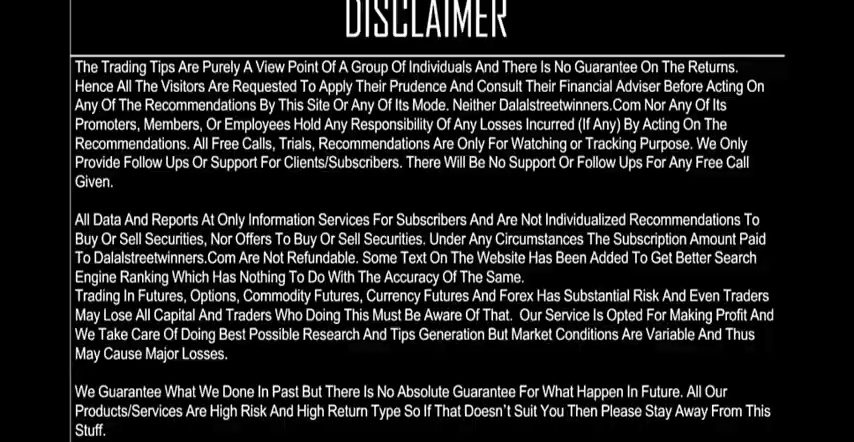 DISCLAIMER
The Trading Tips Are Purely A View Point Of A Group Of Individuals And There Is No Guarantee On The Returns.
Hence All The Visitors Are Requested To Apply Their Prudence And Consult Their Financial Adviser Before Acting On
Any Of The Recommendations By This Site Or Any Of Its Mode. Neither Dalalstreetwinners.Com Nor Any Of Its
Promoters, Members, Or Employees Hold Any Responsibility Of Any Losses Incurred (If Any) By Acting On The
Recommendations. All Free Calls, Trials, Recommendations Are Only For Watching or Tracking Purpose. We Only
Provide Follow Ups Or Support For Clients/Subscribers. There Will Be No Support Or Follow Ups For Any Free Call
Given.
All Data And Reports At Only Information Services For Subscribers And Are Not Individualized Recommendations To
Buy Or Sell Securities, Nor Offers To Buy Or Sell Securities. Under Any Circumstances The Subscription Amount Paid
To Dalalstreetwinners.Com Are Not Refundable. Some Text On The Website Has Been Added To Get Better Search
Engine Ranking Which Has Nothing To Do With The Accuracy Of The Same.
Trading In Futures, Options, Commodity Futures, Currency Futures And Forex Has Substantial Risk And Even Traders
May Lose All Capital And Traders Who Doing This Must Be Aware Of That. Our Service Is Opted For Making Profit And
We Take Care Of Doing Best Possible Research And Tips Generation But Market Conditions Are Variable And Thus
May Cause Major Losses.
We Guarantee What We Done In Past But There Is No Absolute Guarantee For What Happen In Future. All Our
Products/Services Are High Risk And High Return Type So If That Doesn't Suit You Then Please Stay Away From This
Stuff.